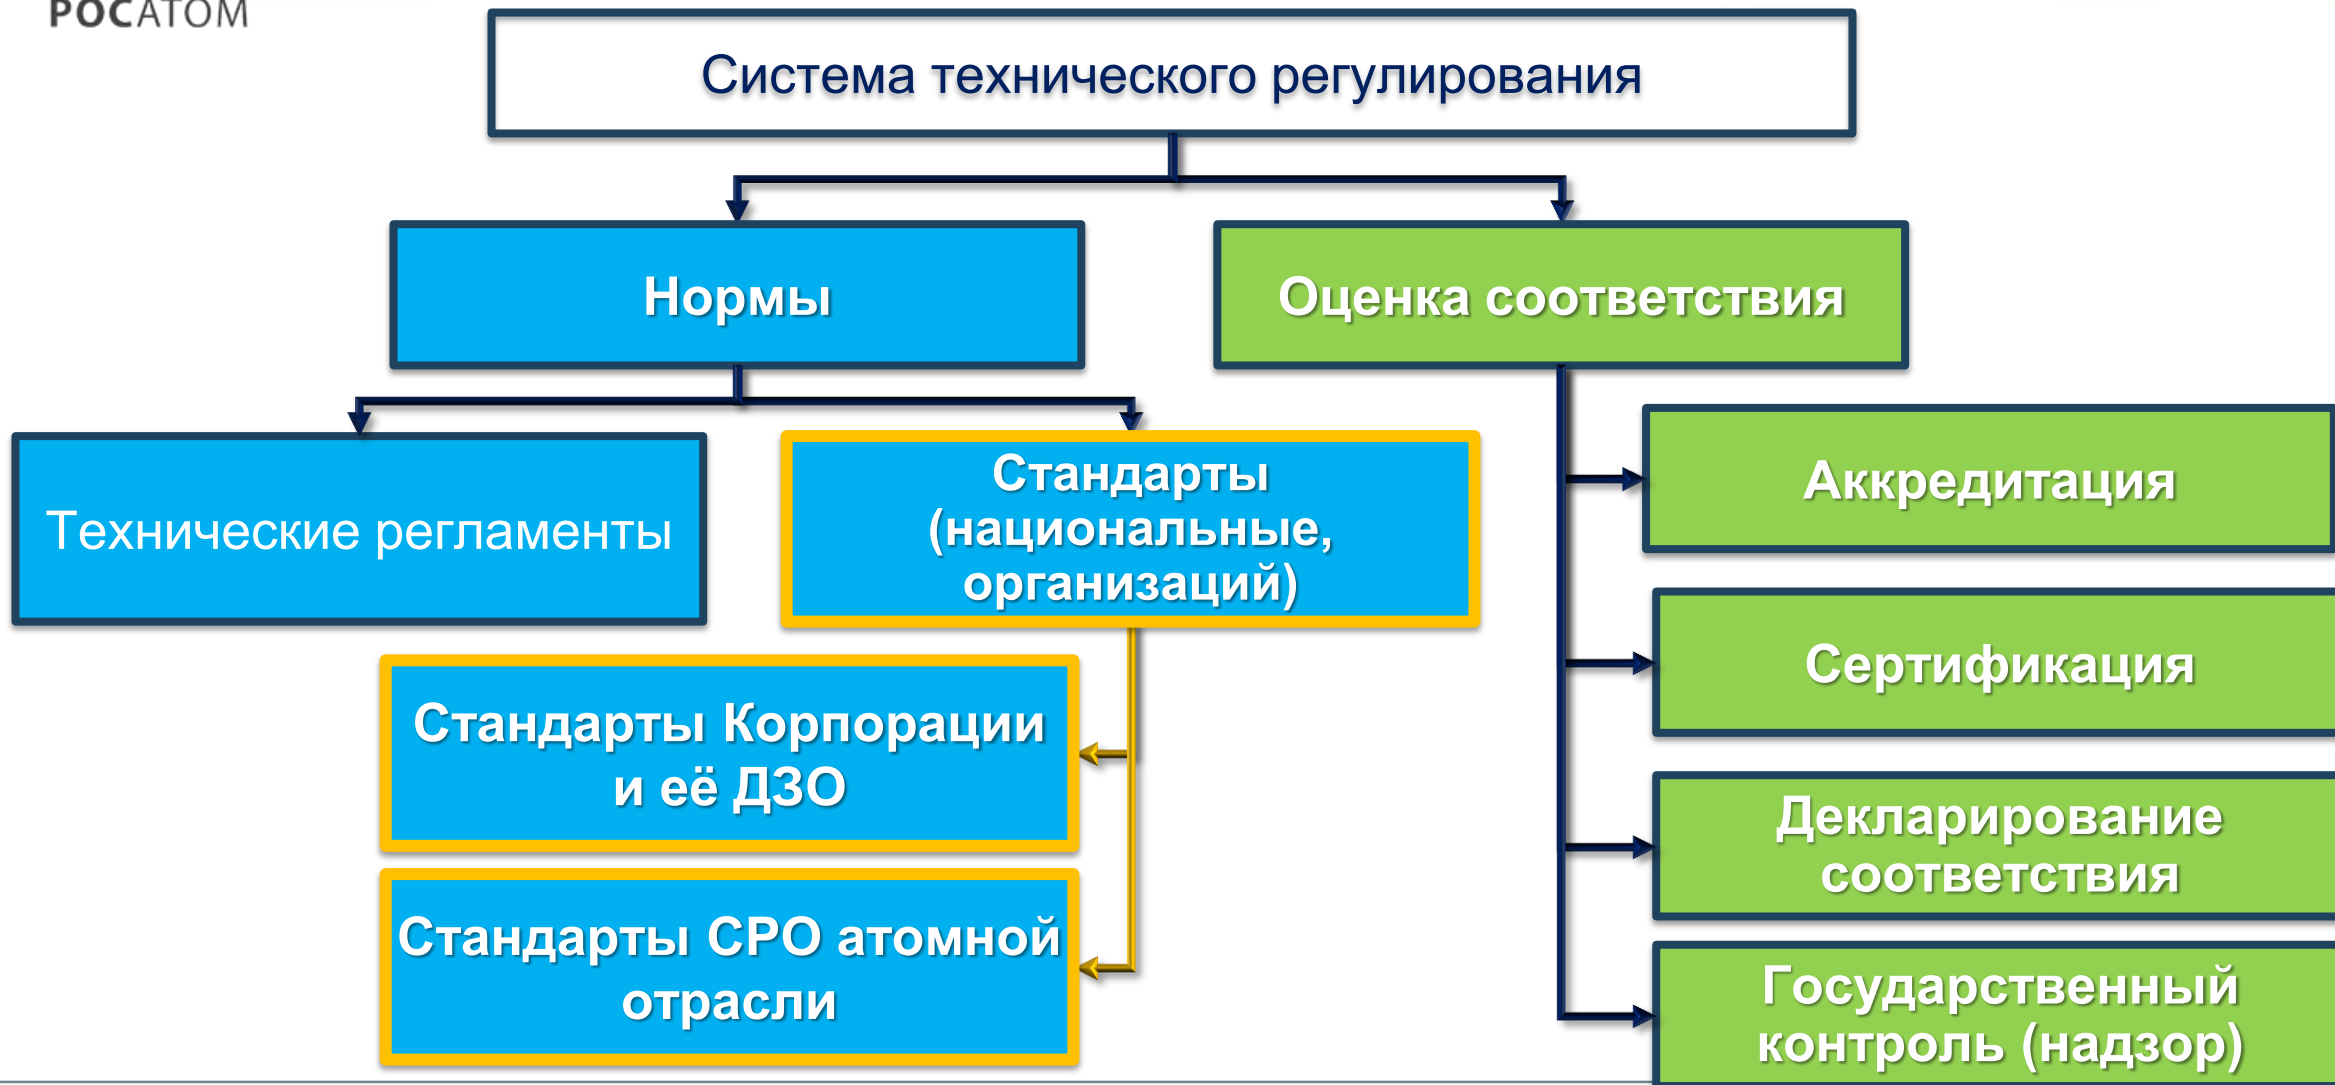 РОСАТОМ
Система технического регулирования
Нормы
Оценка соответствия
Технические регламенты
Стандарты
(национальные,
организаций)
Стандарты Корпорации
и её ДЗО
Стандарты СРО атомной
отрасли
Аккредитация
Сертификация
Декларирование
соответствия
Государственный
контроль (надзор)